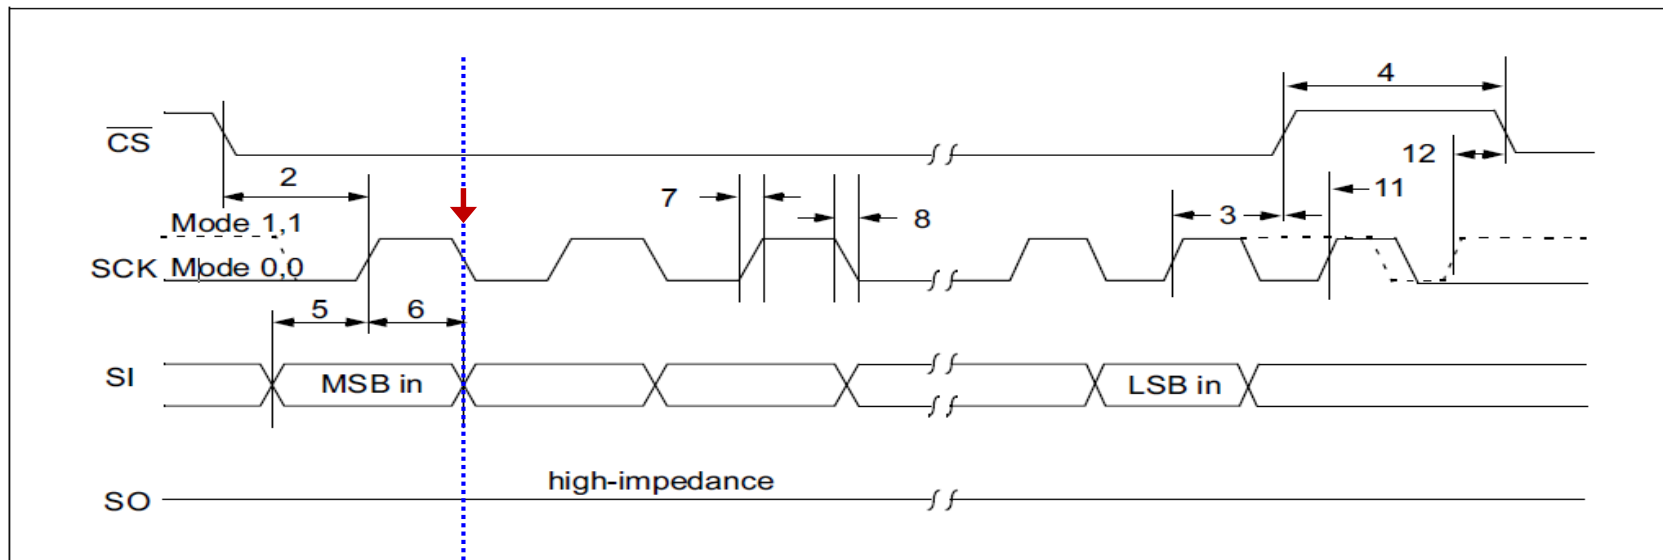 4
CS
12
2
7
11
8
3
Mode 1,1
SCK Mode 0,0
5 6
SI MSB in LSB in
high-impedance
SO